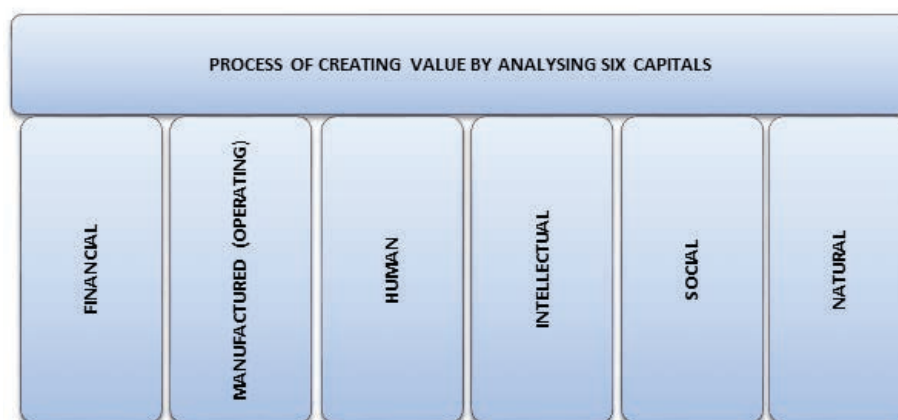 PROCESS OF CREATING VALUE BY ANALYSING SIX CAPITALS
FINANCIAL
MANUFACTURED (OPERATING)
HUMAN
INTELLECTUAL
SOCIAL
NATURAL